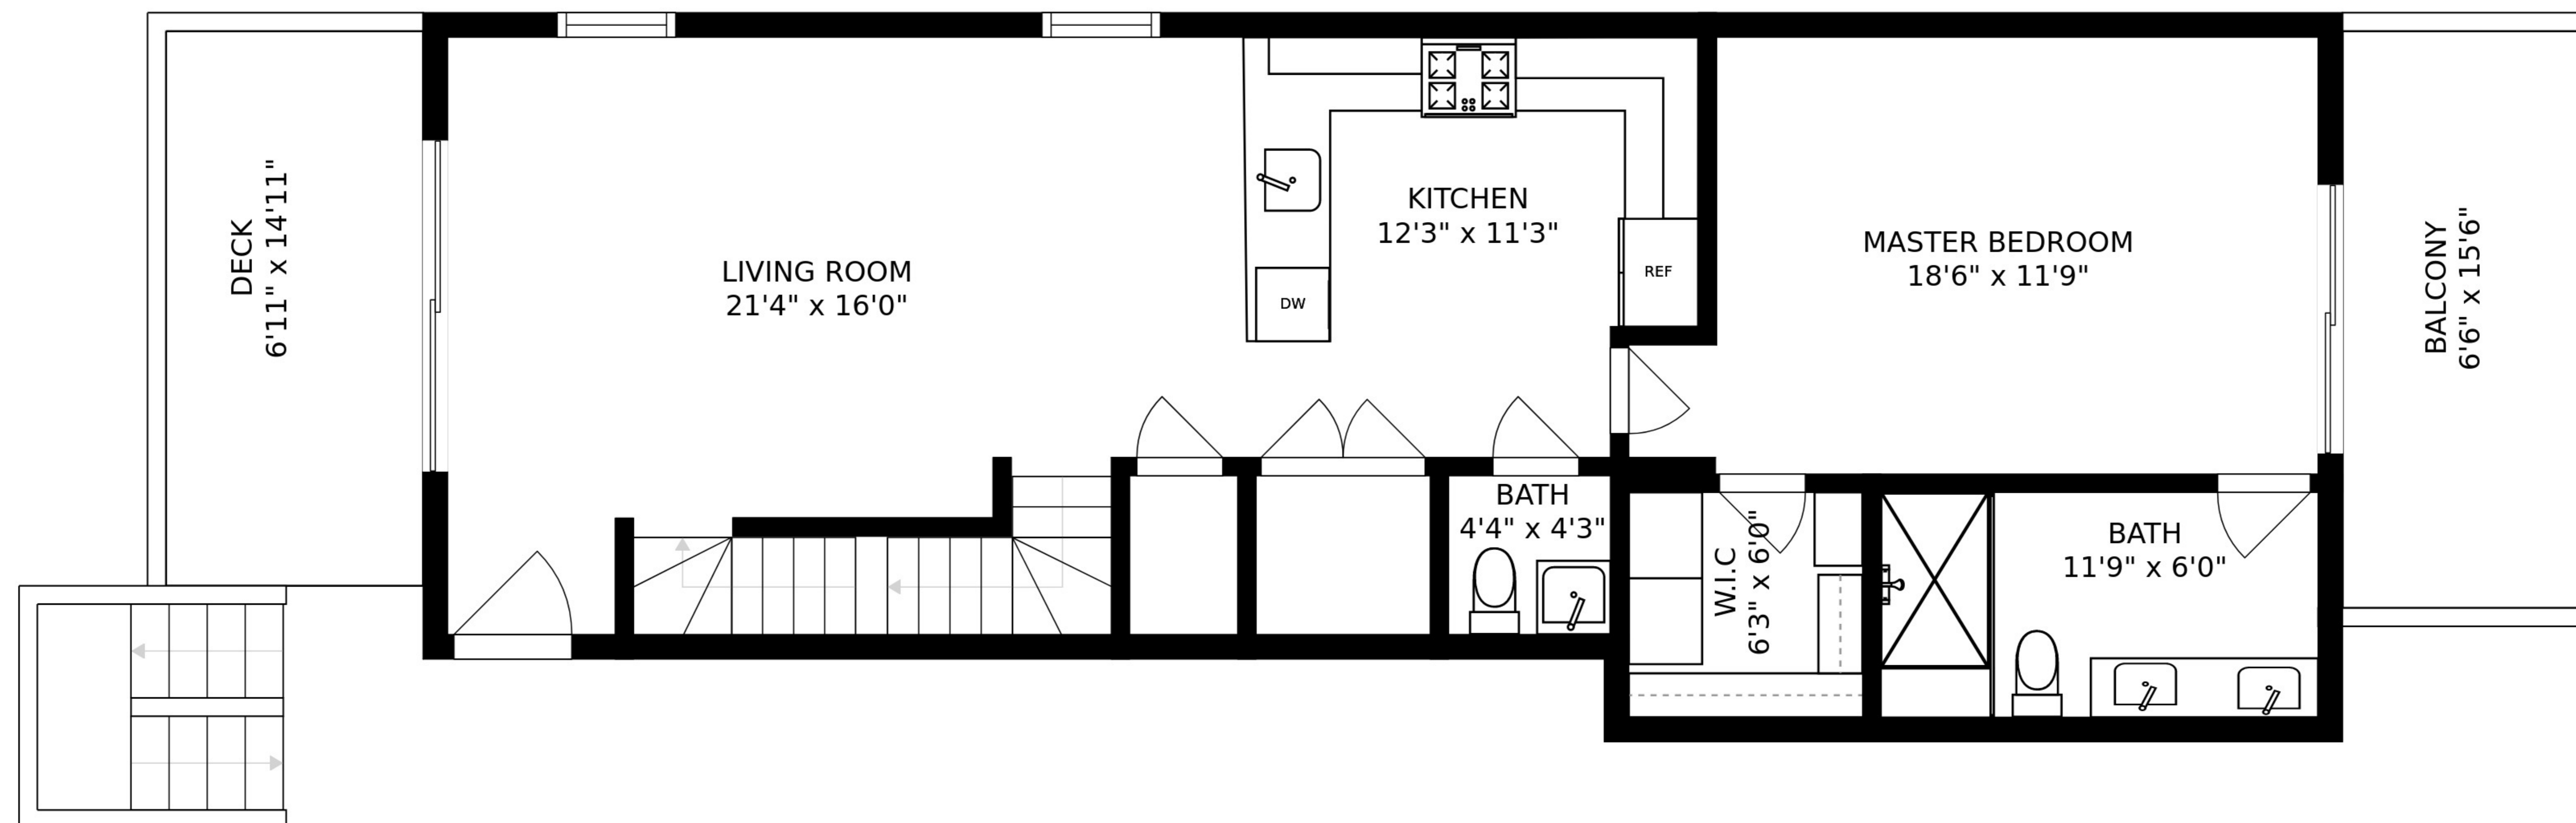 DECK
6'11" x 14'11"
LIVING ROOM
21'4" x 16'0"
KITCHEN
12'3" x 11'3"
DW
REF
MASTER BEDROOM
18'6" x 11'9"
BALCONY
6'6" x 15'6"
BATH
4'4" x 4'3"
W.I.C
6'3" x 6'0"
BATH
11'9" x 6'0"